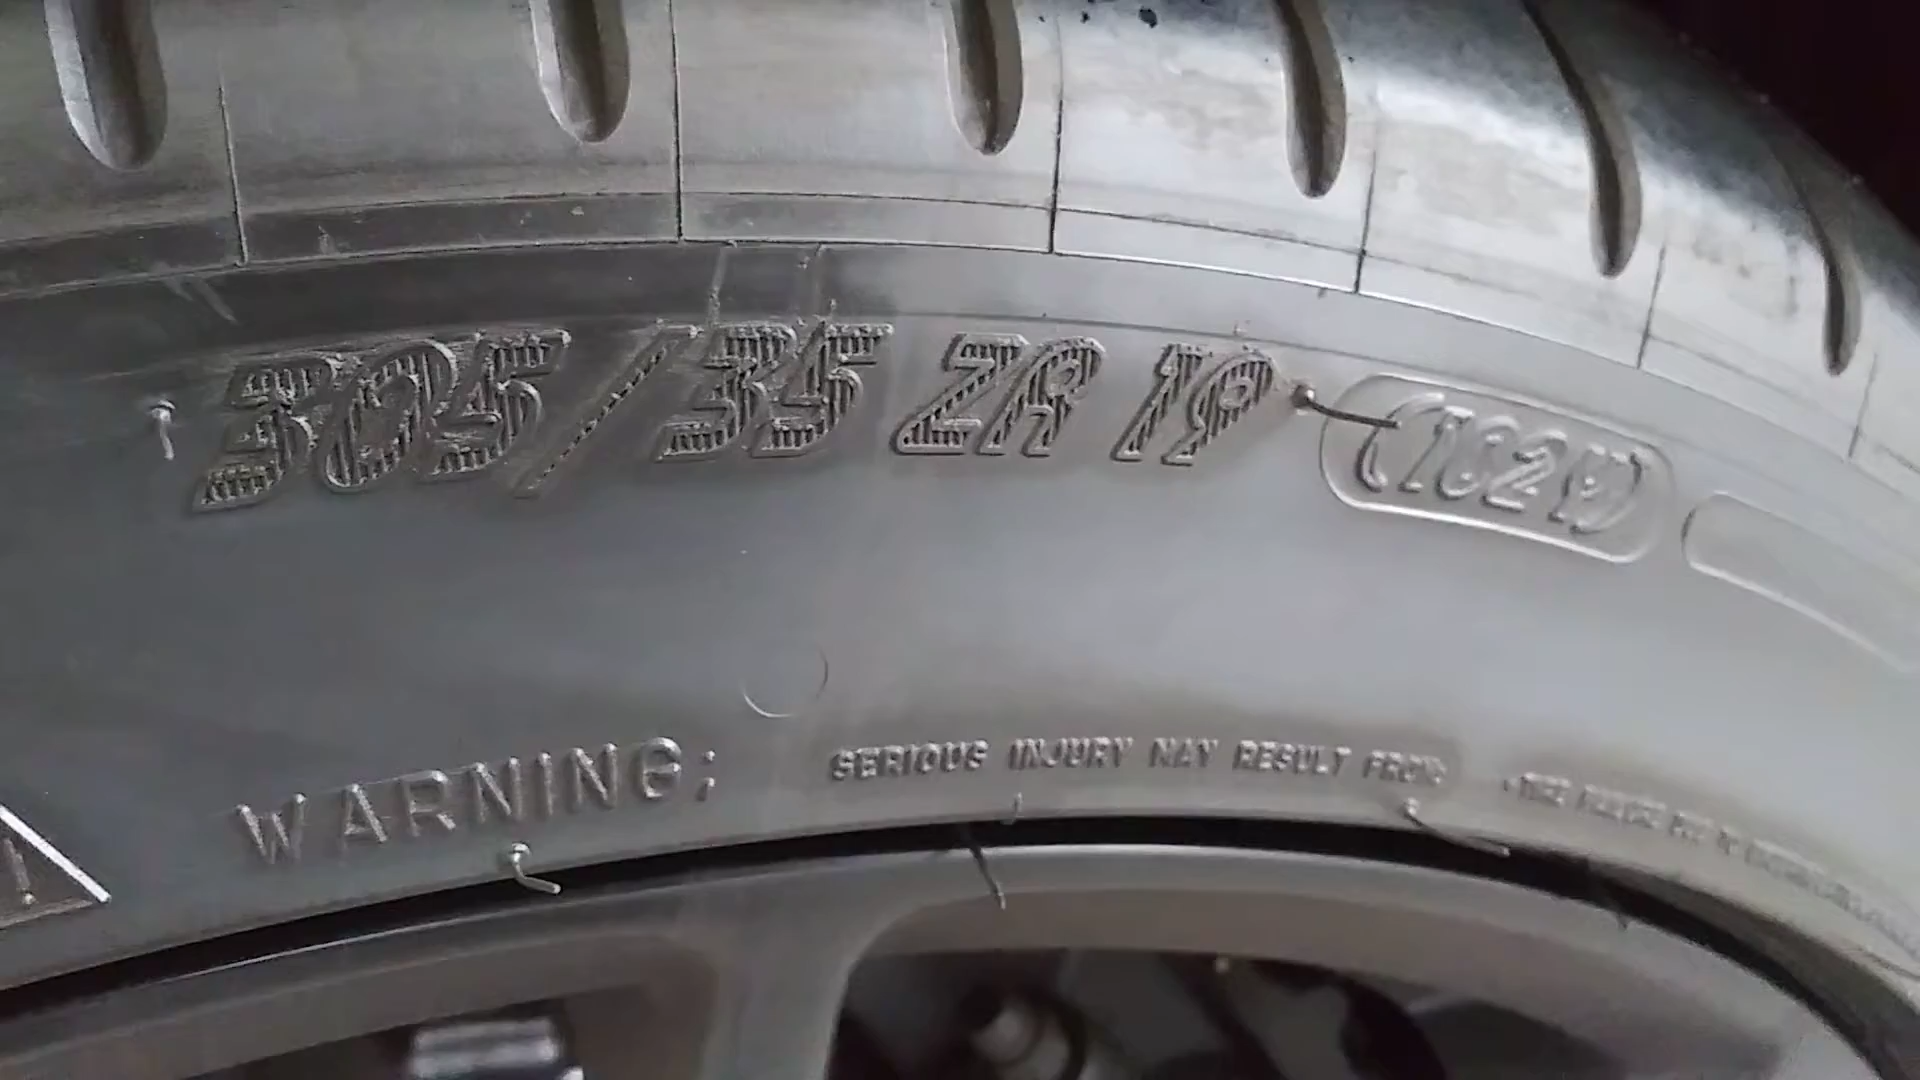 305/35 ZR 19 (102Y)
WARNING: SERIOUS INJURY MAY RESULT FROM: